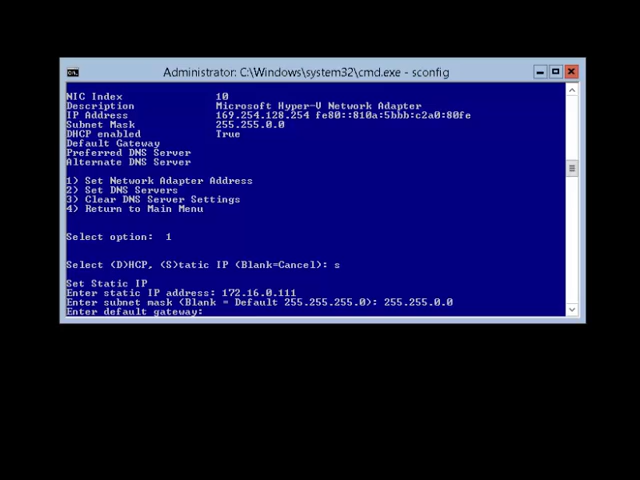 Administrator: C:\Windows\system32\cmd.exe - sconfig
NIC Index 10
Description Microsoft Hyper-V Network Adapter
IP Address 169.254.128.254 fe80::810a:5bbb:c2a0:80fe
Subnet Mask 255.255.0.0
DHCP enabled True
Default Gateway
Preferred DNS Server
Alternate DNS Server
1) Set Network Adapter Address
2) Set DNS Servers
3) Clear DNS Server Settings
4) Return to Main Menu
Select option: 1
Select (D)HCP, (S)tatic IP (Blank=Cancel): s
Set Static IP
Enter static IP address: 172.16.0.111
Enter subnet mask (Blank = Default 255.255.255.0): 255.255.0.0
Enter default gateway: